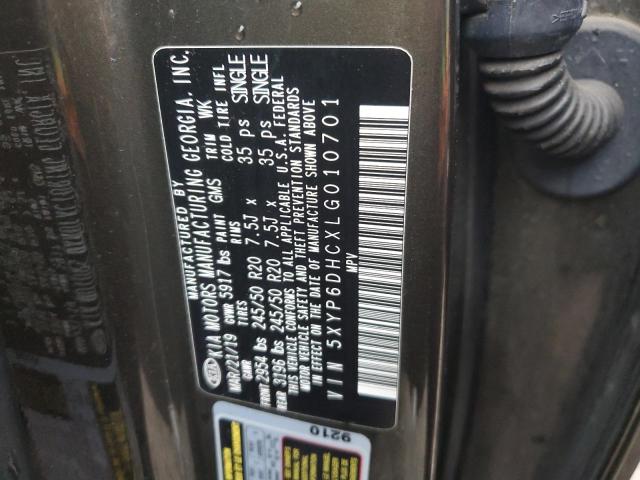 MANUFACTURED BY
KIA KIA MOTORS MANUFACTURING GEORGIA, INC.
MAR/21/19 GVWR 5917 lbs PAINT GMS TRIM WK
GAWR TIRES RIMS COLD TIRE INFL
FRONT 2954 lbs 245/50 R20 7.5J x 35 ps SINGLE
REAR 3196 lbs 245/50 R20 7.5J x 35 ps SINGLE
THIS VEHICLE CONFORMS TO ALL APPLICABLE U.S.A FEDERAL
MOTOR VEHICLE SAFETY AND THEFT PREVENTION STANDARDS
IN EFFECT ON THE DATE OF MANUFACTURE SHOWN ABOVE
VIN 5XYP6DHCXLG010701
MPV
9210